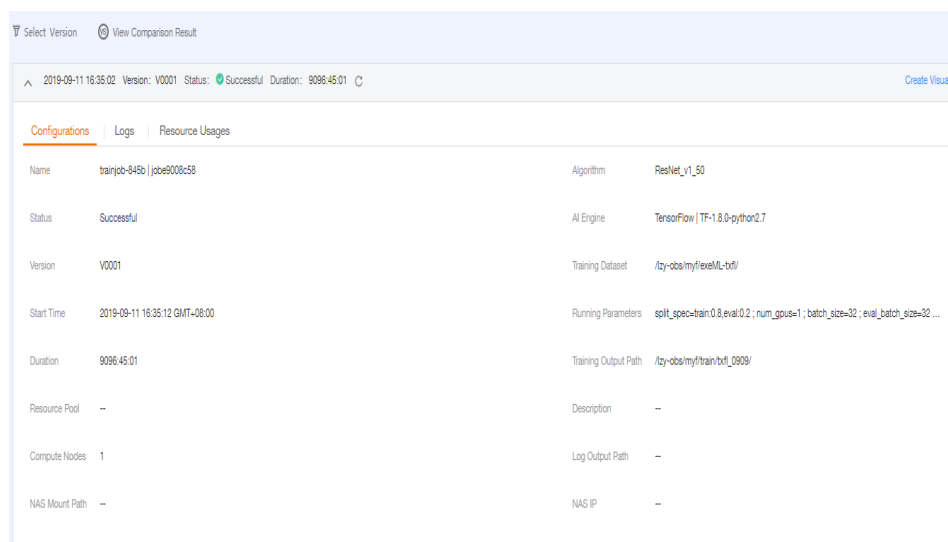 Select Version VS View Comparison Result
2019-09-11 16:35:02 Version: V0001 Status: Successful Duration: 9096:45:01 Create Visua
Configurations Logs Resource Usages
Name trainjob-845b | jobe9008c58 Algorithm ResNet_v1_50
Status Successful AI Engine TensorFlow | TF-1.8.0-python2.7
Version V0001 Training Dataset /lzy-obs/myf/exeML-txfl/
Start Time 2019-09-11 16:35:12 GMT+08:00 Running Parameters split_spec=train:0.8,eval:0.2 ; num_gpus=1 ; batch_size=32 ; eval_batch_size=32 ...
Duration 9096:45:01 Training Output Path /lzy-obs/myf/train/txfl_0909/
Resource Pool -- Description --
Compute Nodes 1 Log Output Path --
NAS Mount Path -- NAS IP --